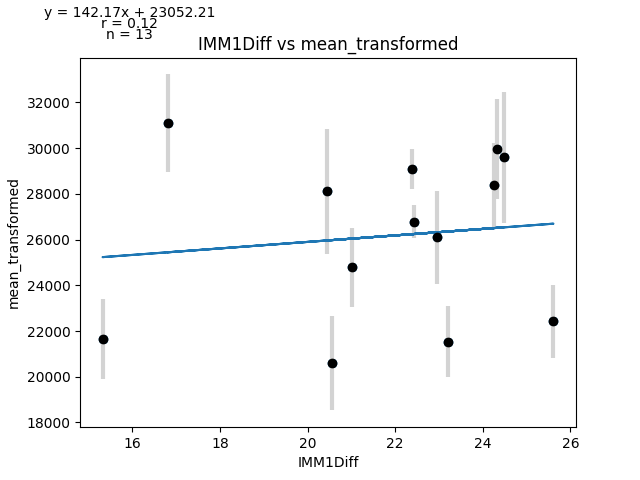 y = 142.17x + 23052.21
r = 0.12
n = 13
IMM1Diff vs mean_transformed
mean_transformed
32000
30000
28000
26000
24000
22000
20000
18000
16
18
20
22
24
26
IMM1Diff